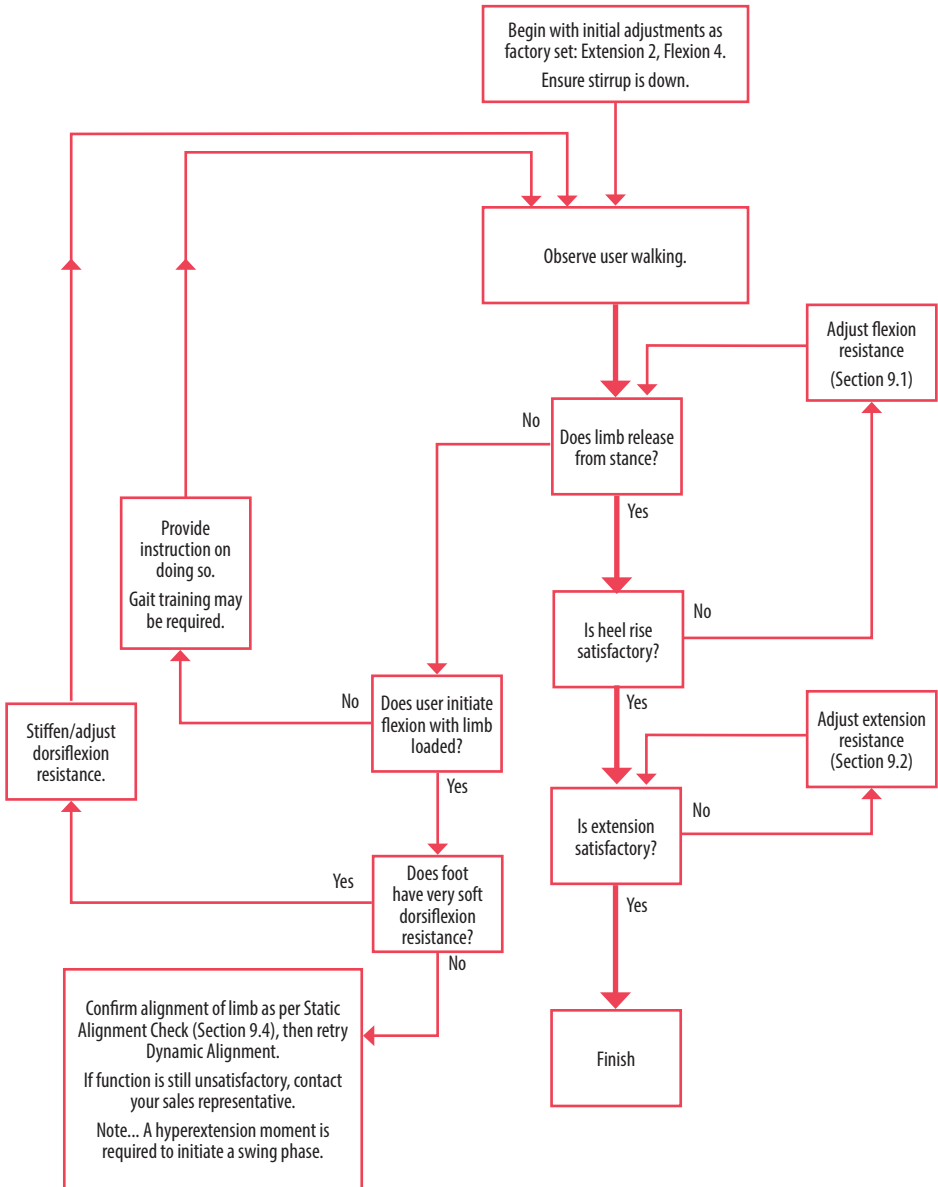 Begin with initial adjustments as
factory set: Extension 2, Flexion 4.
Ensure stirrup is down.
Observe user walking.
Adjust flexion
resistance
(Section 9.1)
No
Does limb release
from stance?
Yes
Provide
instruction on
doing so.
Gait training may
be required.
Is heel rise
satisfactory?
No
No
Does user initiate
flexion with limb
loaded?
Yes
Stiffen/adjust
dorsiflexion
resistance.
Yes
Adjust extension
resistance
(Section 9.2)
Is extension
satisfactory?
No
Yes
Does foot
have very soft
dorsiflexion
resistance?
Yes
No
Confirm alignment of limb as per Static
Alignment Check (Section 9.4), then retry
Dynamic Alignment.
If function is still unsatisfactory, contact
your sales representative.
Note... A hyperextension moment is
required to initiate a swing phase.
Finish